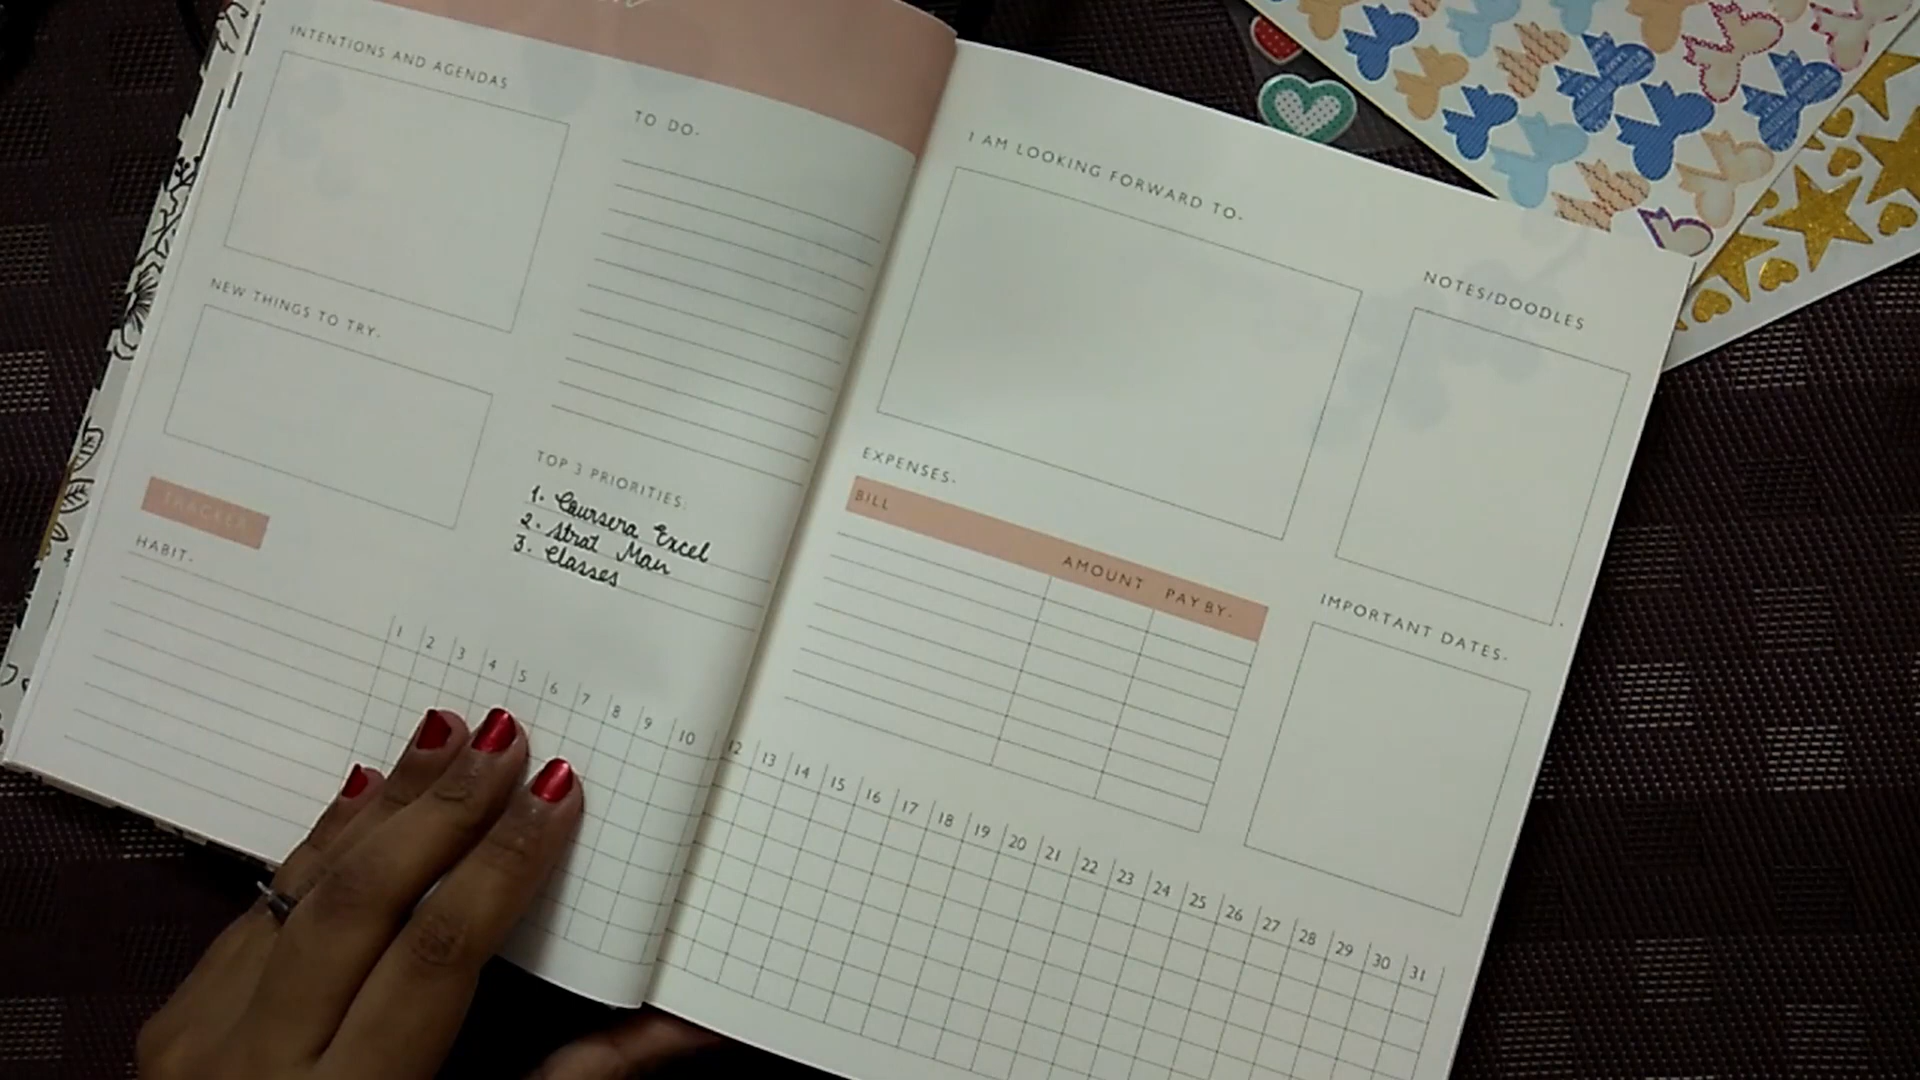 INTENTIONS AND AGENDAS
TO DO-
NEW THINGS TO TRY-
TOP 3 PRIORITIES:
1. Coursera Excel
2. Strat Man
3. Classes
TRACKER
HABIT-
1 2 3 4 5 6 7 8 9 10
I AM LOOKING FORWARD TO-
NOTES/DOODLES
EXPENSES-
BILL AMOUNT PAY BY-
IMPORTANT DATES-
12 13 14 15 16 17 18 19 20 21 22 23 24 25 26 27 28 29 30 31